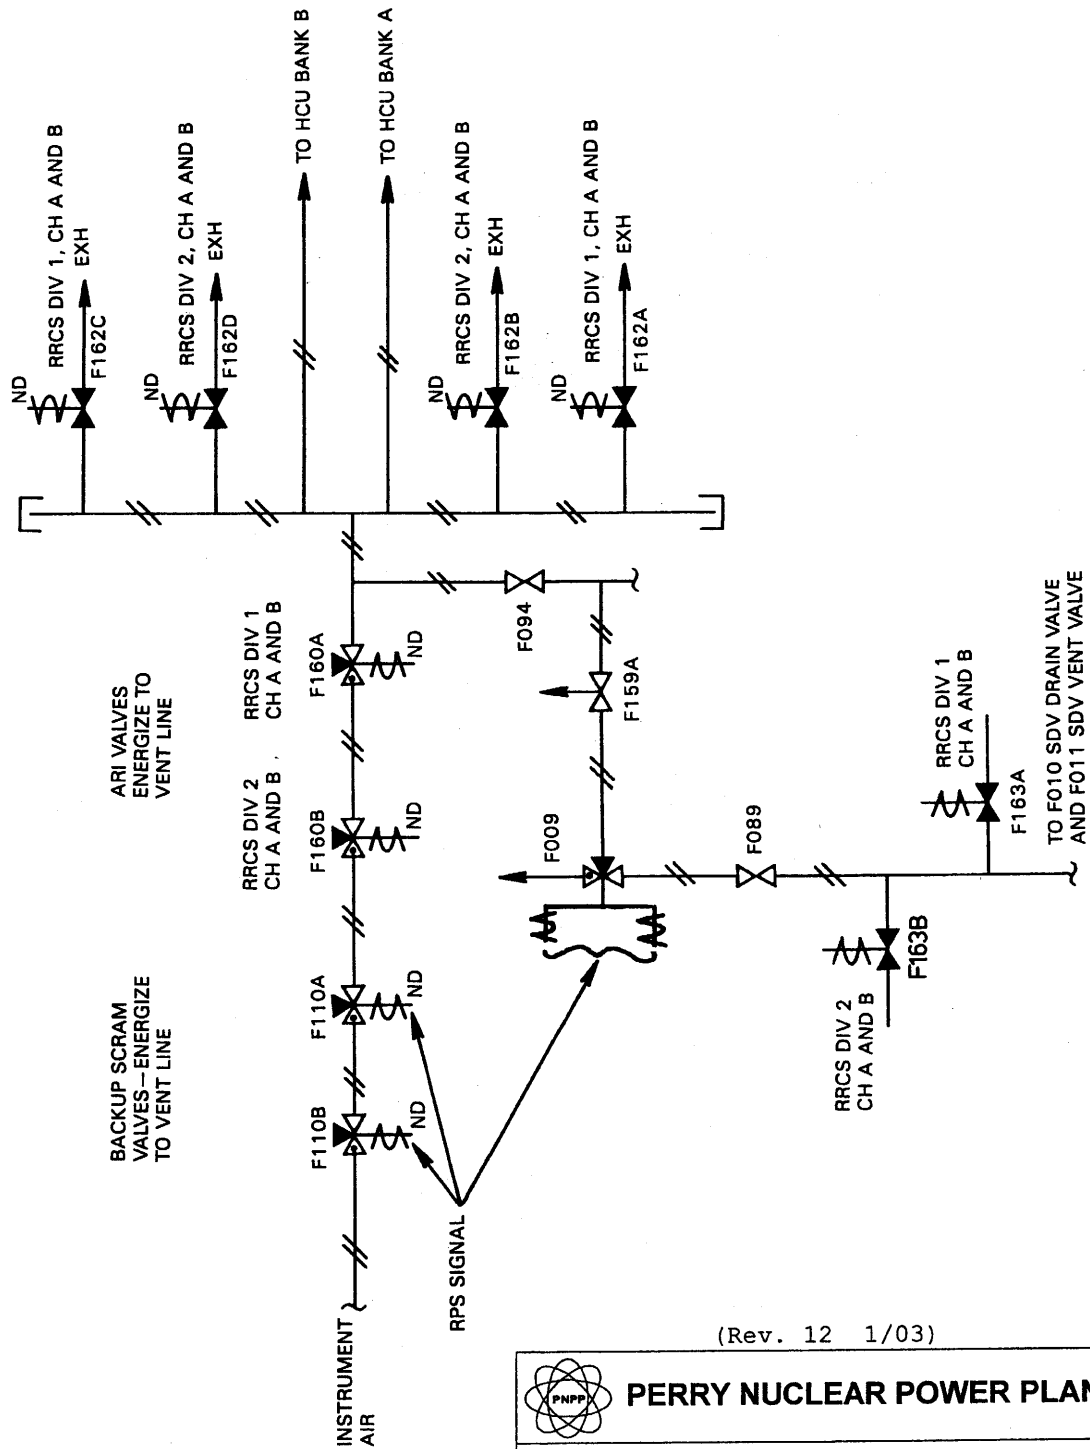 BACKUP SCRAM
VALVES—ENERGIZE
TO VENT LINE
ARI VALVES
ENERGIZE TO
VENT LINE
INSTRUMENT
AIR
F110B
ND
F110A
ND
RPS SIGNAL
RRCS DIV 2
CH A AND B
F160B
ND
RRCS DIV 1
CH A AND B
F160A
ND
ND
RRCS DIV 1, CH A AND B
EXH
F162C
ND
RRCS DIV 2, CH A AND B
EXH
F162D
TO HCU BANK B
TO HCU BANK A
ND
RRCS DIV 2, CH A AND B
EXH
F162B
ND
RRCS DIV 1, CH A AND B
EXH
F162A
F094
F159A
F009
F089
RRCS DIV 2
CH A AND B
F163B
RRCS DIV 1
CH A AND B
F163A
TO F010 SDV DRAIN VALVE
AND F011 SDV VENT VALVE
(Rev. 12 1/03)
PNPP
PERRY NUCLEAR POWER PLAN